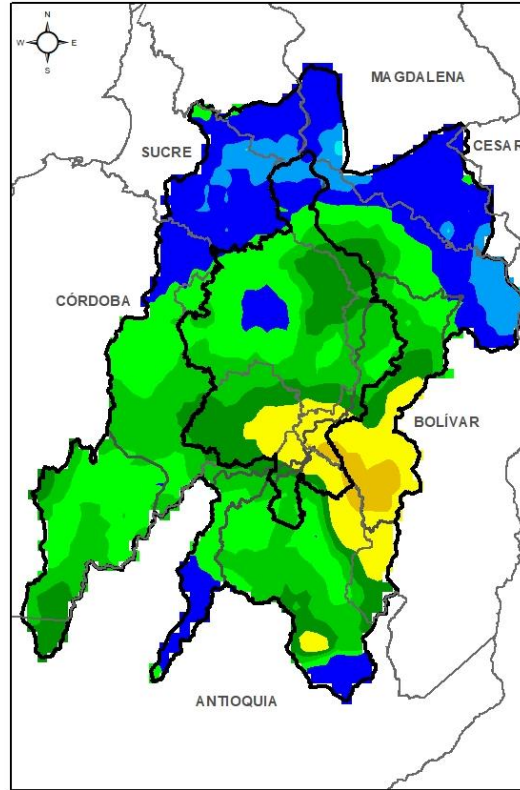 N
W E
S
MAGDALENA
SUCRE
CESAR
CÓRDOBA
BOLÍVAR
ANTIOQUIA